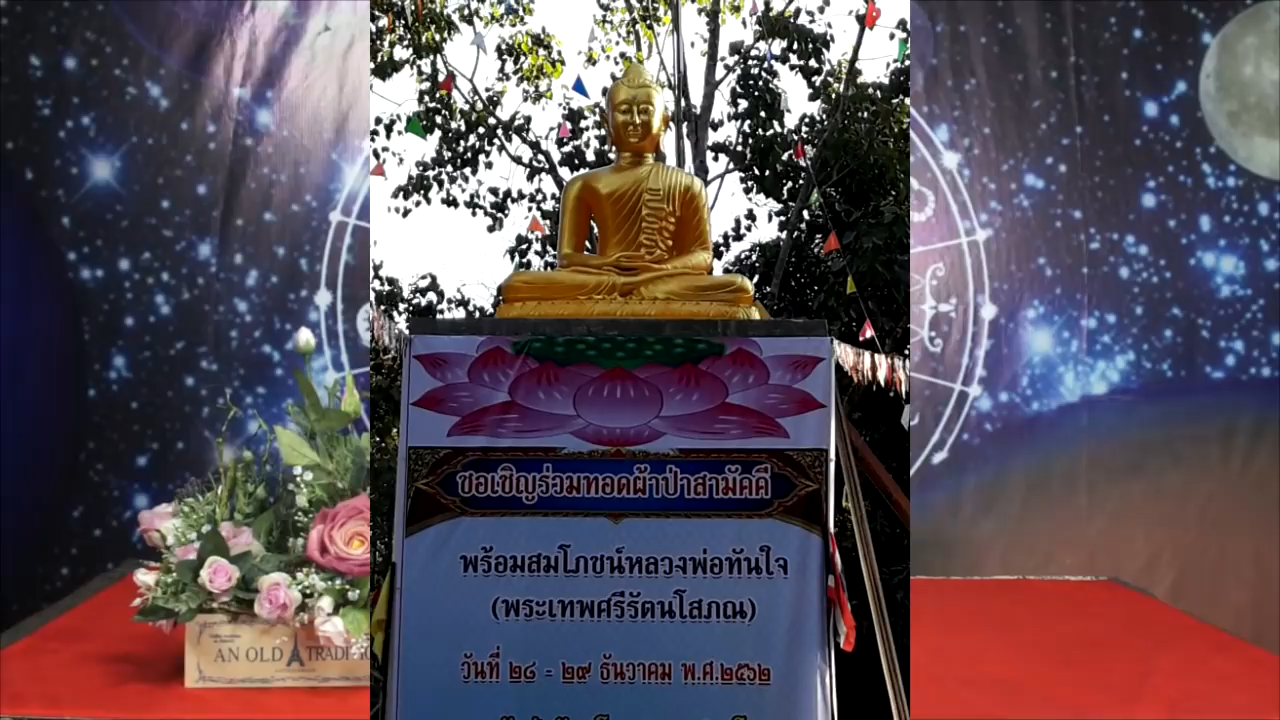 ขอเชิญร่วมทอดผ้าป่าสามัคคี
พร้อมสมโภชน์หลวงพ่อทันใจ
(พระเทพศรีรัตนโสภณ)
วันที่ ๒๘ - ๒๙ ธันวาคม พ.ศ.๒๕๖๒
AN OLD TRADI